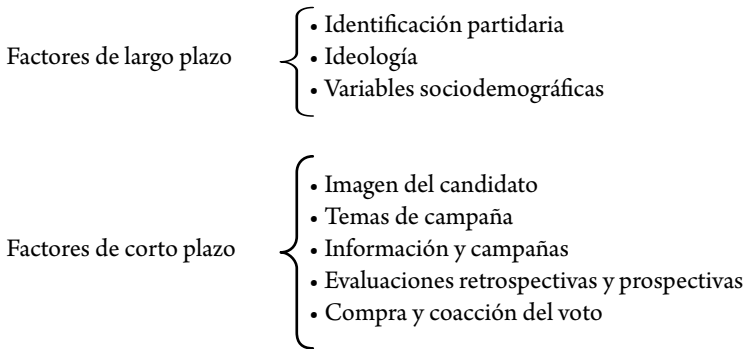 • Identificación partidaria
Factores de largo plazo
• Ideología
• Variables sociodemográficas
• Imagen del candidato
• Temas de campaña
Factores de corto plazo
• Información y campañas
• Evaluaciones retrospectivas y prospectivas
• Compra y coacción del voto